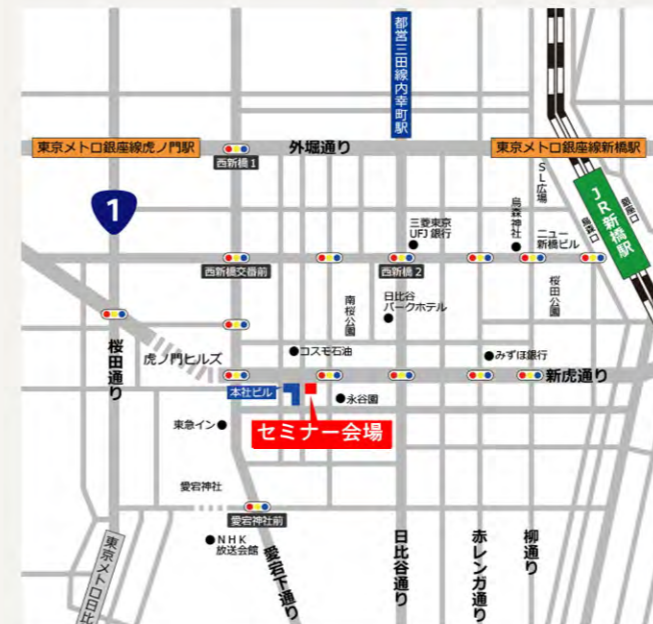 都営三田線内幸町駅
東京メトロ銀座線虎ノ門駅
外堀通り
東京メトロ銀座線新橋駅
西新橋1
SL広場
JR新橋駅
銀座口
烏森口
1
三菱東京
UFJ銀行
烏森神社
ニュー
新橋ビル
西新橋交番前
西新橋2
南桜公園
日比谷
パークホテル
桜田公園
桜田通り
虎ノ門ヒルズ
コスモ石油
みずほ銀行
新虎通り
本社ビル
永谷園
東急イン
セミナー会場
愛宕神社
愛宕神社前
NHK
放送会館
東京メトロ日比
愛宕下通り
日比谷通り
赤レンガ通り
柳通り